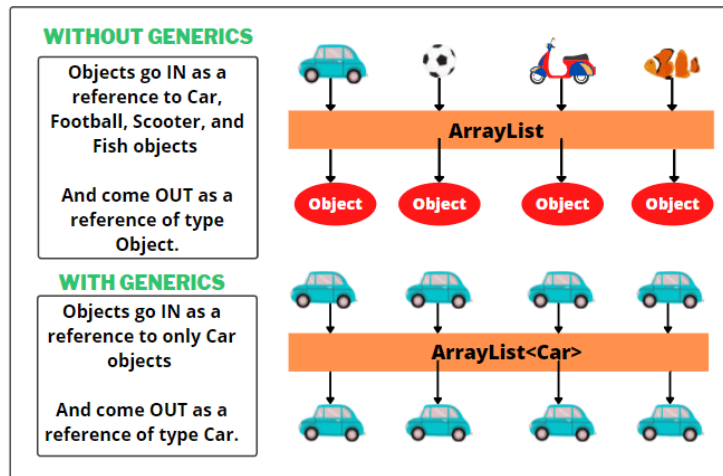 WITHOUT GENERICS
Objects go IN as a
reference to Car,
Football, Scooter, and
Fish objects
And come OUT as a
reference of type
Object.
ArrayList
Object
Object
Object
Object
WITH GENERICS
Objects go IN as a
reference to only Car
objects
And come OUT as a
reference of type Car.
ArrayList<Car>